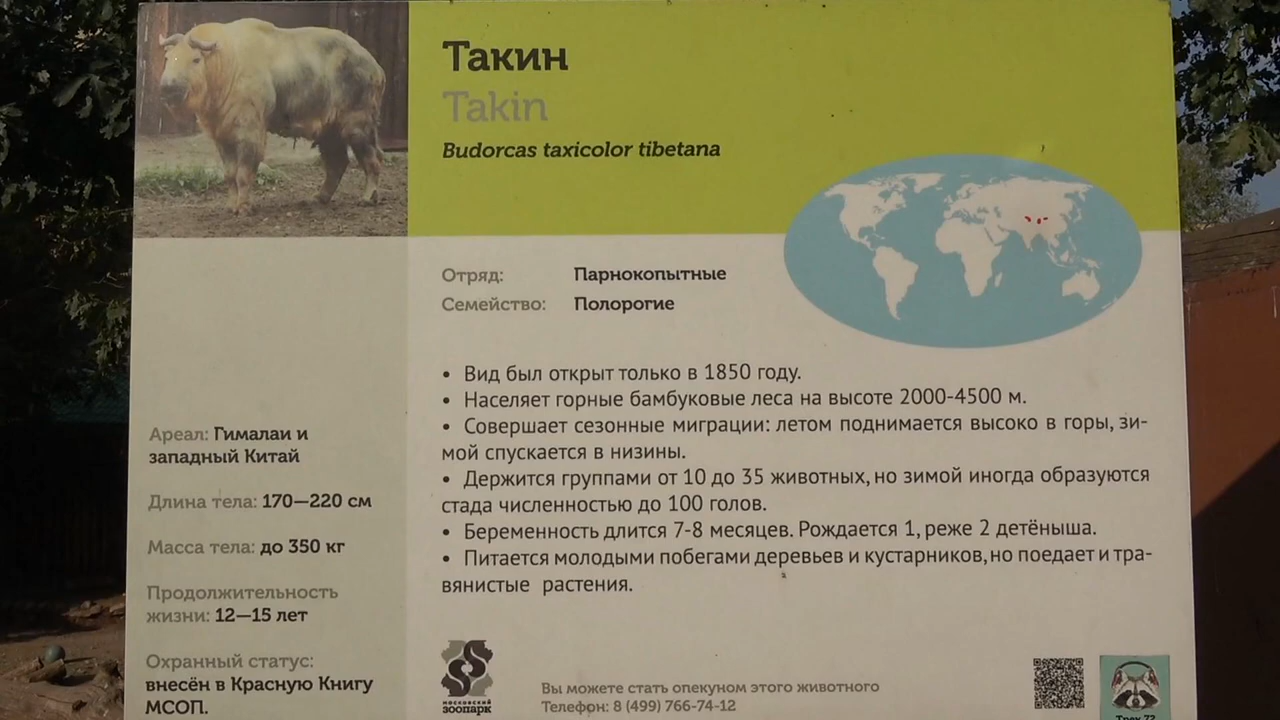 Такин
Takin
Budorcas taxicolor tibetana
Отряд: Парнокопытные
Семейство: Полорогие
• Вид был открыт только в 1850 году.
• Населяет горные бамбуковые леса на высоте 2000-4500 м.
• Совершает сезонные миграции: летом поднимается высоко в горы, зи-
мой спускается в низины.
• Держится группами от 10 до 35 животных, но зимой иногда образуются
стада численностью до 100 голов.
• Беременность длится 7-8 месяцев. Рождается 1, реже 2 детёныша.
• Питается молодыми побегами деревьев и кустарников, но поедает и тра-
вянистые растения.
Ареал: Гималаи и
западный Китай
Длина тела: 170—220 см
Масса тела: до 350 кг
Продолжительность
жизни: 12—15 лет
Охранный статус:
внесён в Красную Книгу
МСОП.
московский
зоопарк
Вы можете стать опекуном этого животного
Телефон: 8 (499) 766-74-12
Трек 72